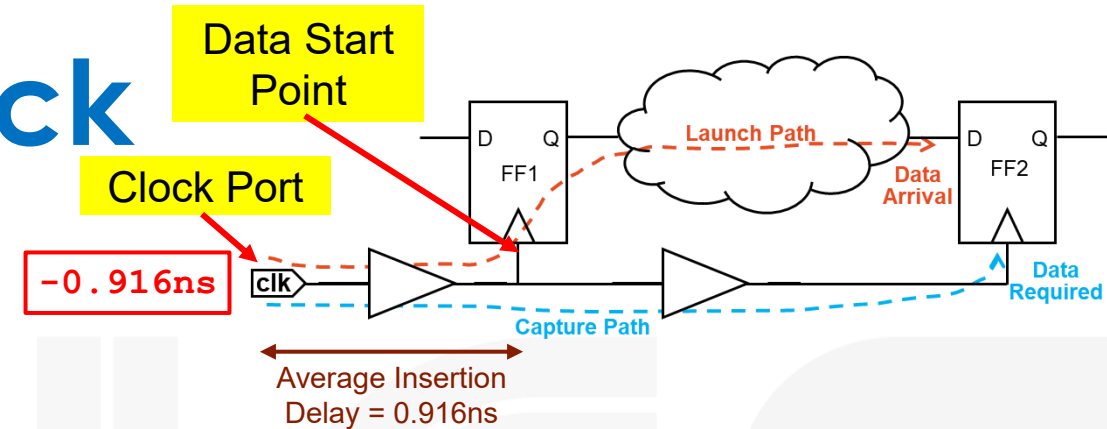 Data Start
Point
ck
Clock Port
-0.916ns
clk
D
Q
FF1
Launch Path
Data
Arrival
D
Q
FF2
Data
Required
Capture Path
Average Insertion
Delay = 0.916ns